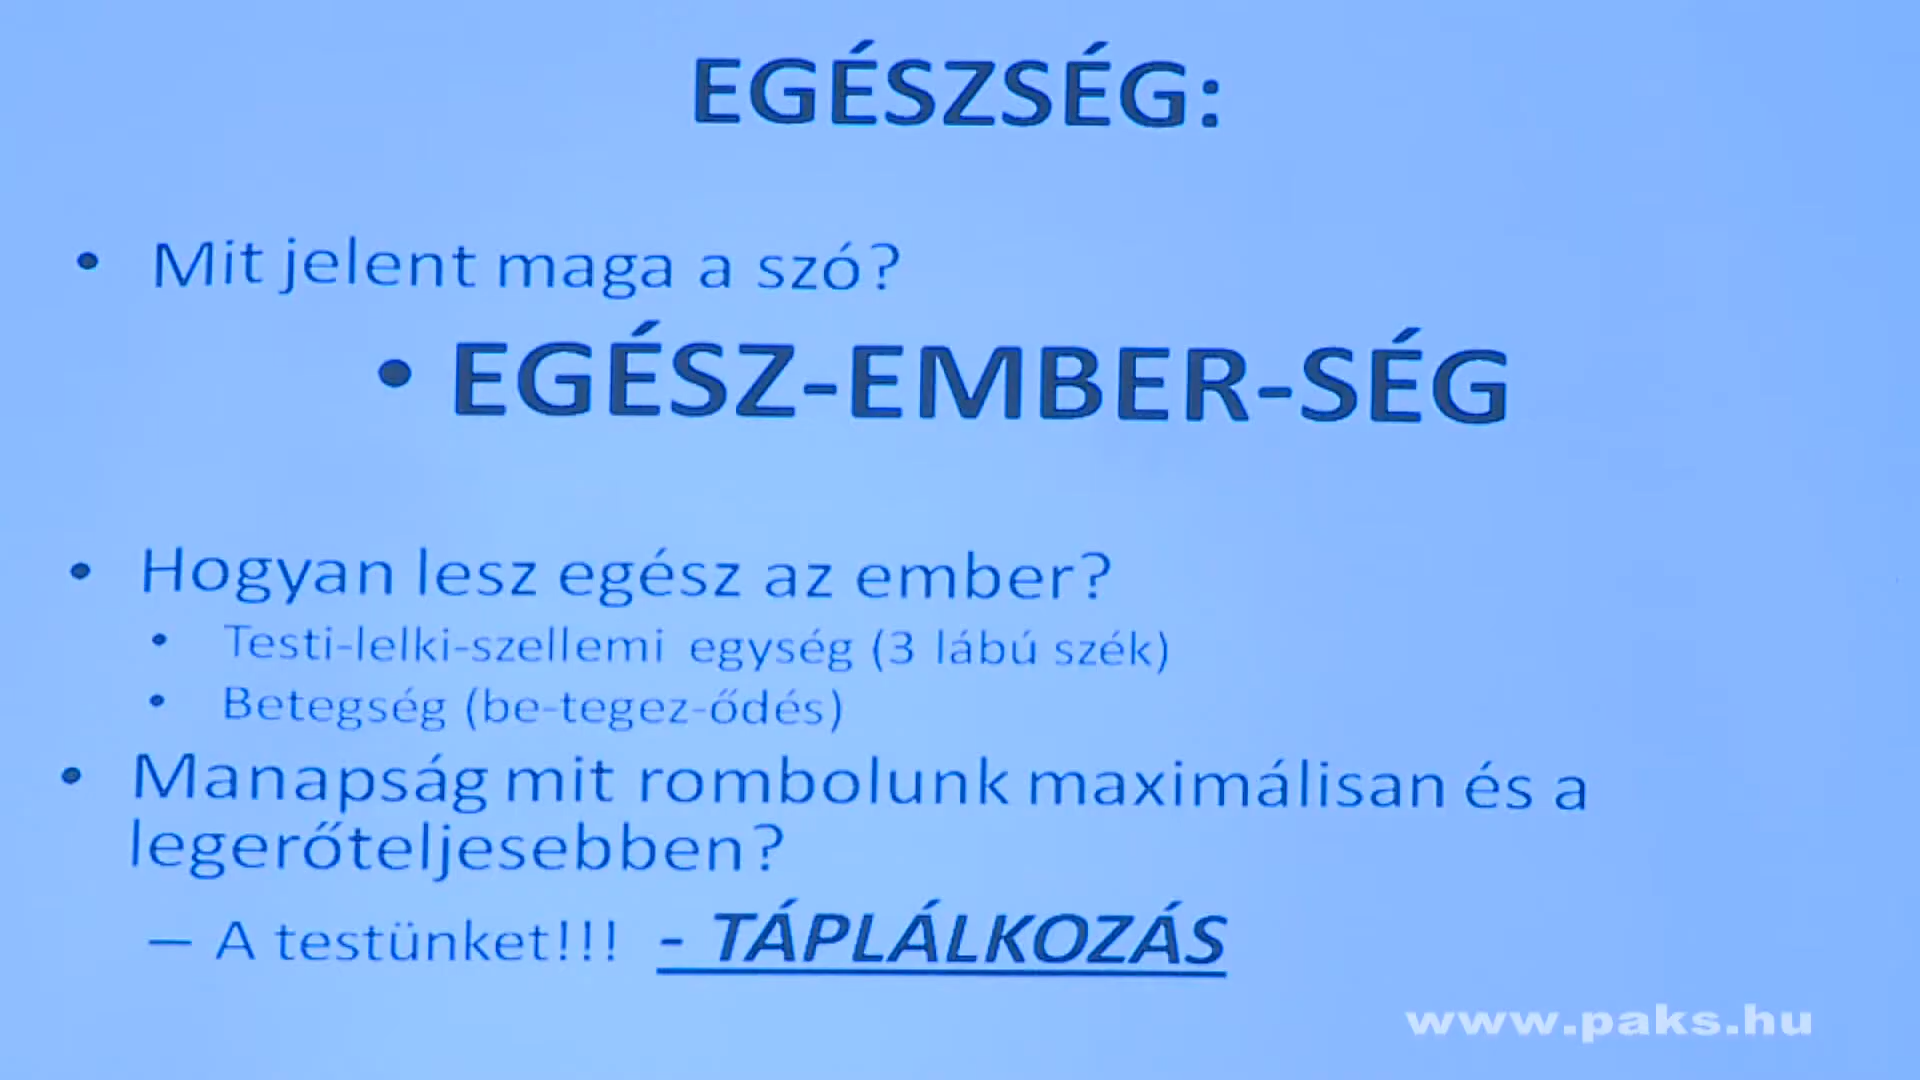 EGÉSZSÉG:
• Mit jelent maga a szó?
• EGÉSZ-EMBER-SÉG
• Hogyan lesz egész az ember?
• Testi-lelki-szellemi egység (3 lábú szék)
• Betegség (be-tegez-ődés)
• Manapság mit rombolunk maximálisan és a
legerőteljesebben?
– A testünket!!! - TÁPLÁLKOZÁS
www.paks.hu